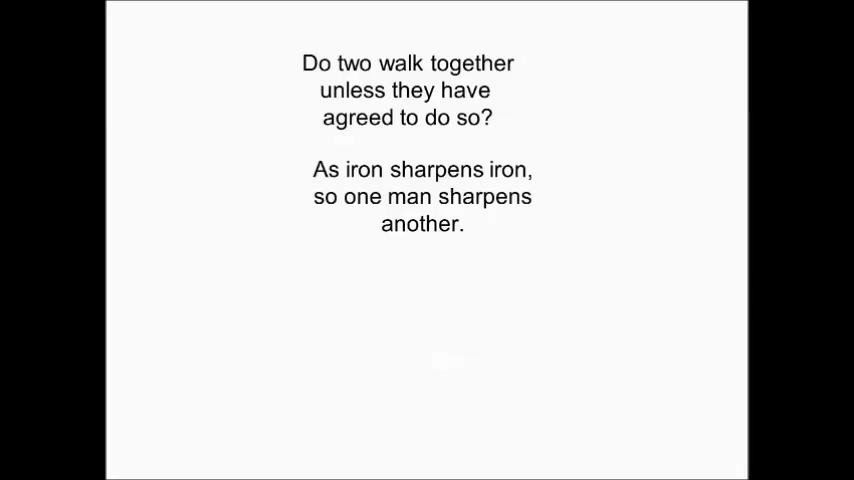 Do two walk together
unless they have
agreed to do so?
As iron sharpens iron,
so one man sharpens
another.